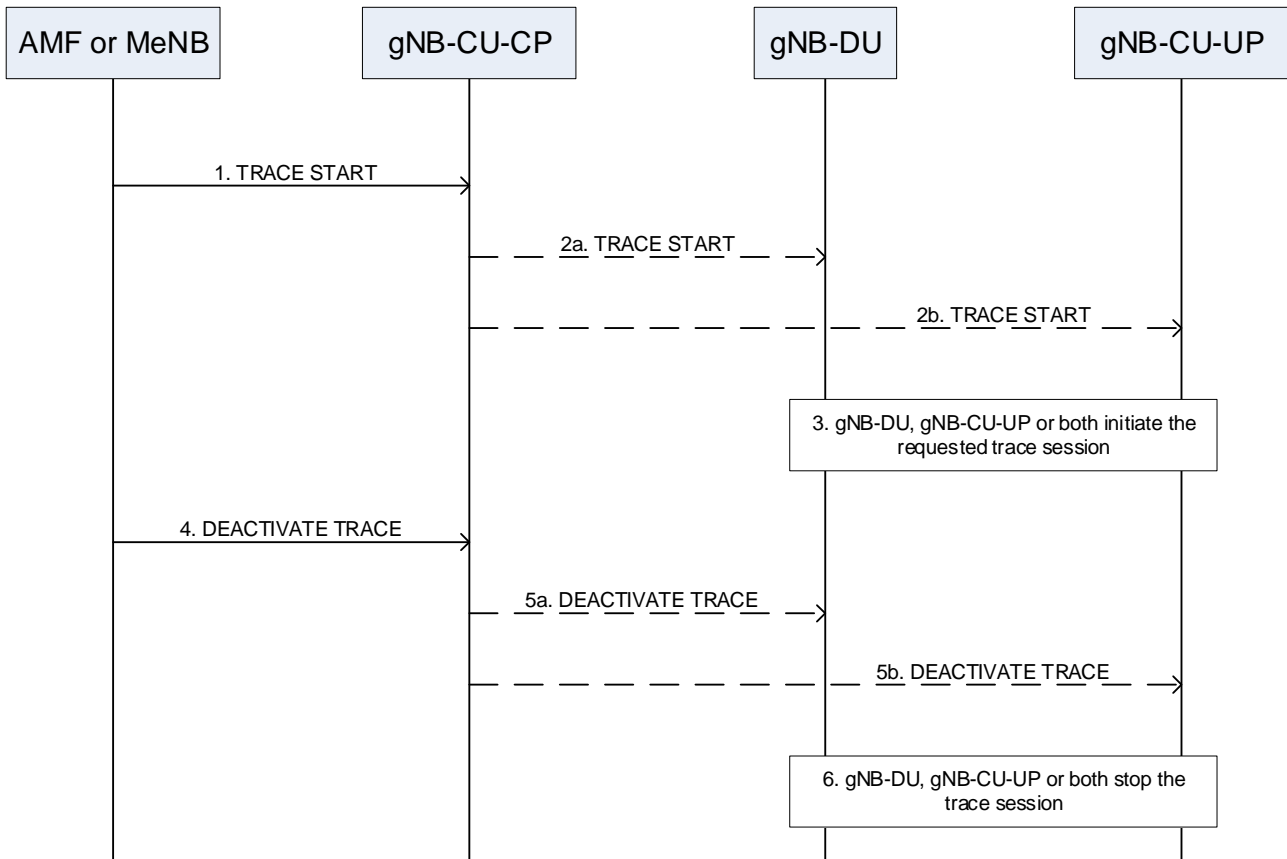 AMF or MeNB
gNB-CU-CP
gNB-DU
gNB-CU-UP
1. TRACE START
2a. TRACE START
2b. TRACE START
3. gNB-DU, gNB-CU-UP or both initiate the
requested trace session
4. DEACTIVATE TRACE
5a. DEACTIVATE TRACE
5b. DEACTIVATE TRACE
6. gNB-DU, gNB-CU-UP or both stop the
trace session